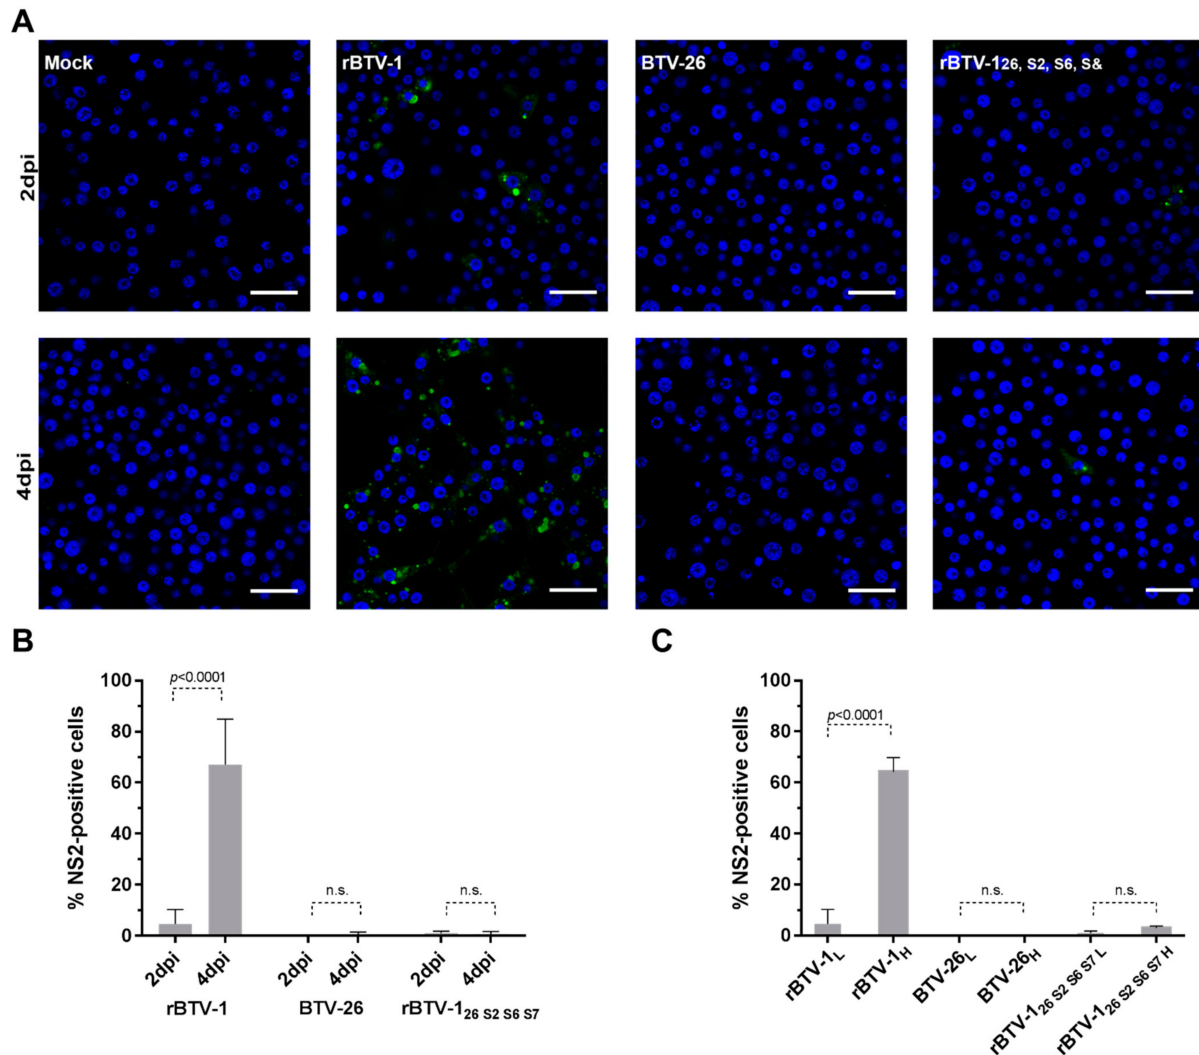 A
Mock
rBTV-1
BTV-26
rBTV-126, S2, S6, S&
2dpi
4dpi
B
% NS2-positive cells
100
80
60
40
20
0
p<0.0001
n.s.
n.s.
2dpi
4dpi
2dpi
4dpi
2dpi
4dpi
rBTV-1
BTV-26
rBTV-126 S2 S6 S7
C
% NS2-positive cells
100
80
60
40
20
0
p<0.0001
n.s.
n.s.
rBTV-1L
rBTV-1H
BTV-26L
BTV-26H
rBTV-126 S2 S6 S7 L
rBTV-126 S2 S6 S7 H